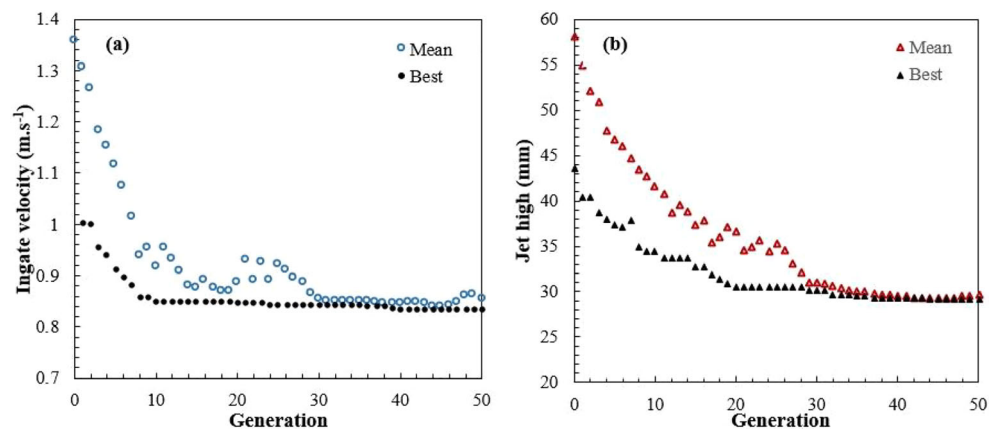 1.4
1.3
1.2
1.1
1
0.9
0.8
0.7
Ingate velocity (m.s⁻¹)
(a)
Mean
Best
0 10 20 30 40 50
Generation
60
55
50
45
40
35
30
25
20
Jet high (mm)
(b)
Mean
Best
0 10 20 30 40 50
Generation